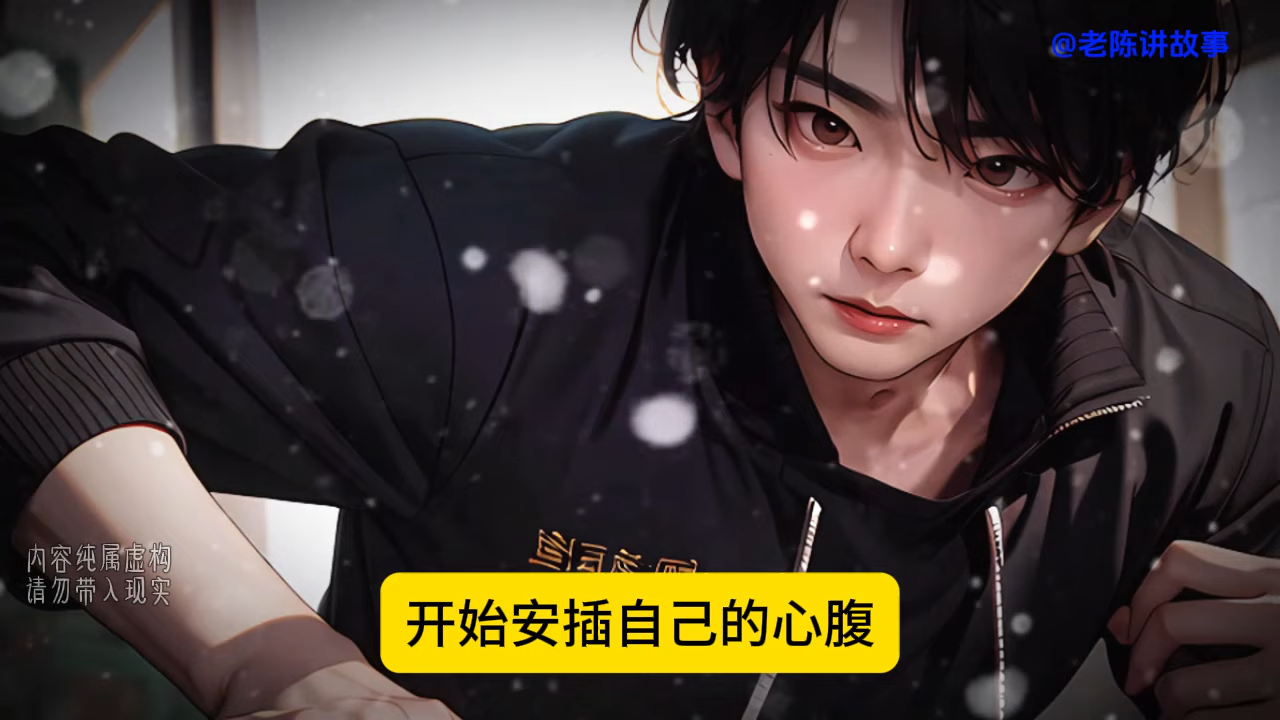 @老陈讲故事
内容纯属虚构
请勿带入现实
开始安插自己的心腹